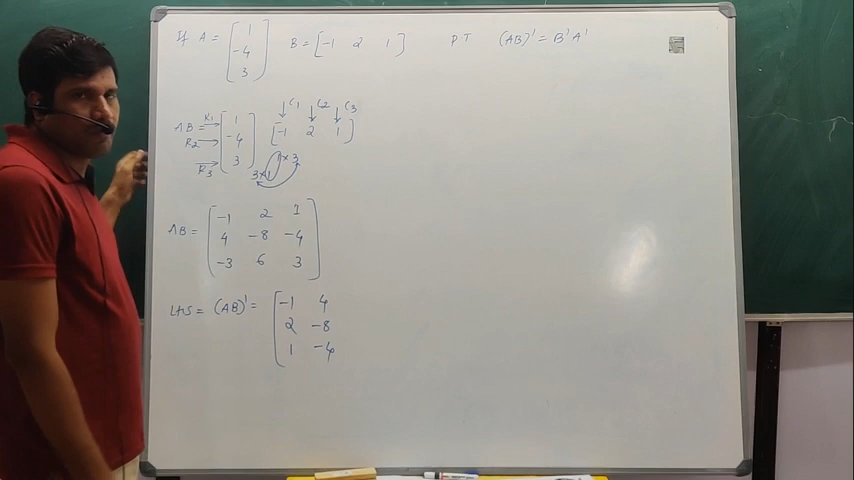 If A = [ 1 B = [ -1 2 1 ] PT (AB)' = B'A'
-4
3 ]
C1 C2 C3
AB = R1 [ 1 [ -1 2 1 ]
R2 -4
R3 3 ] 3×1 1×3
AB = [ -1 2 1
4 -8 -4
-3 6 3 ]
LHS = (AB)' = [ -1 4
2 -8
1 -4